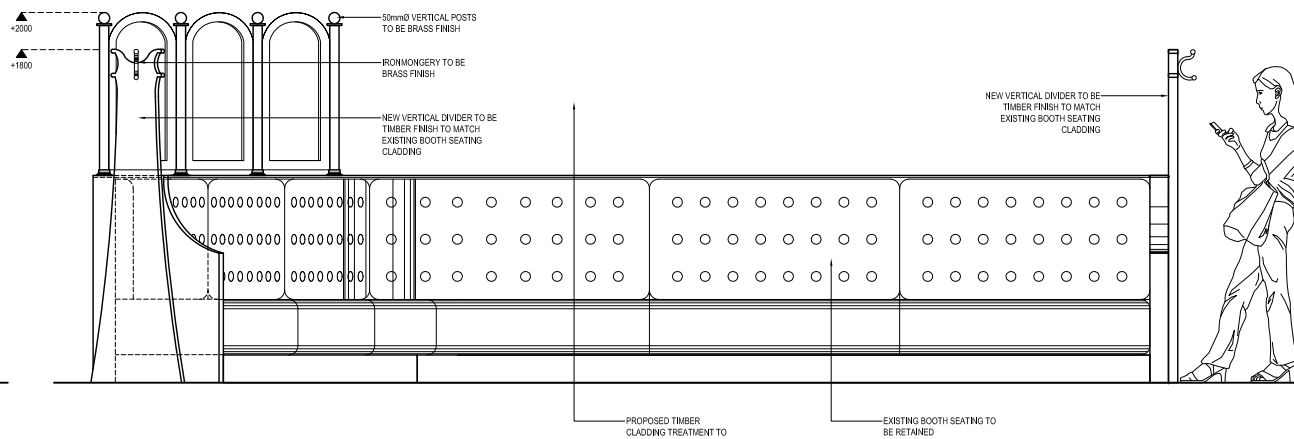 +2000
+1800
50mmØ VERTICAL POSTS
TO BE BRASS FINISH
IRONMONGERY TO BE
BRASS FINISH
NEW VERTICAL DIVIDER TO BE
TIMBER FINISH TO MATCH
EXISTING BOOTH SEATING
CLADDING
NEW VERTICAL DIVIDER TO BE
TIMBER FINISH TO MATCH
EXISTING BOOTH SEATING
CLADDING
PROPOSED TIMBER
CLADDING TREATMENT TO
EXISTING BOOTH SEATING TO
BE RETAINED